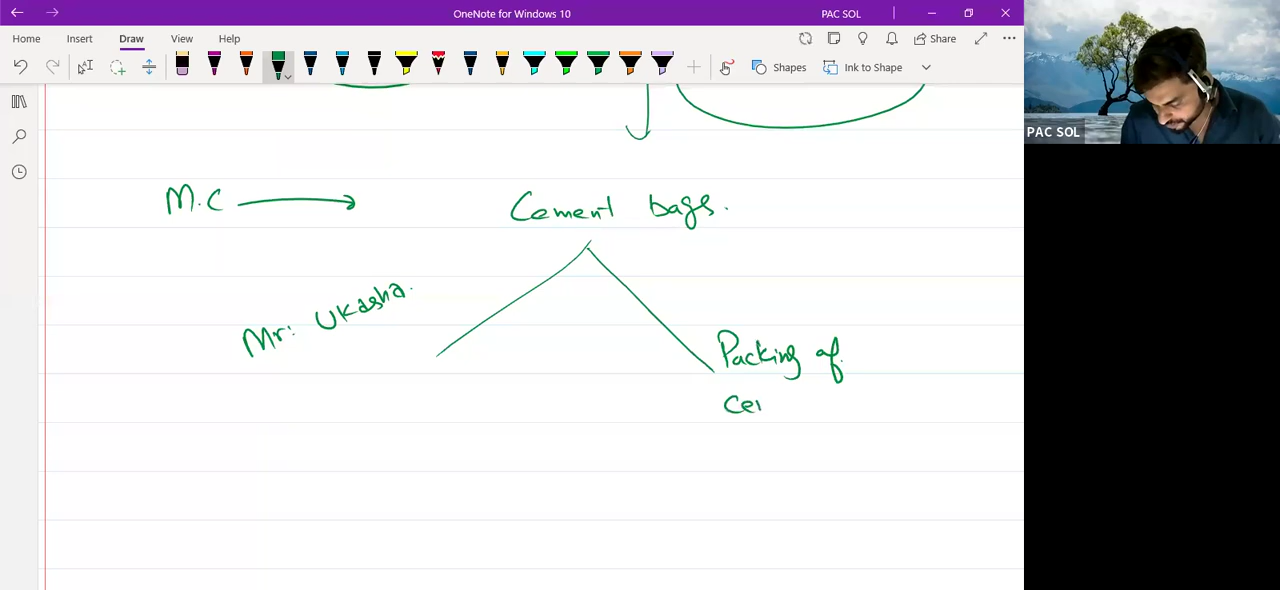 OneNote for Windows 10
PAC SOL
Home Insert Draw View Help
Share
Shapes
Ink to Shape
PAC SOL
M.C
Cement bags.
Mr: Ukasha.
Packing of
Cei